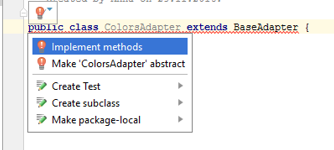 public class ColorsAdapter extends BaseAdapter {
Implement methods
Make 'ColorsAdapter' abstract
Create Test
Create subclass
Make package-local